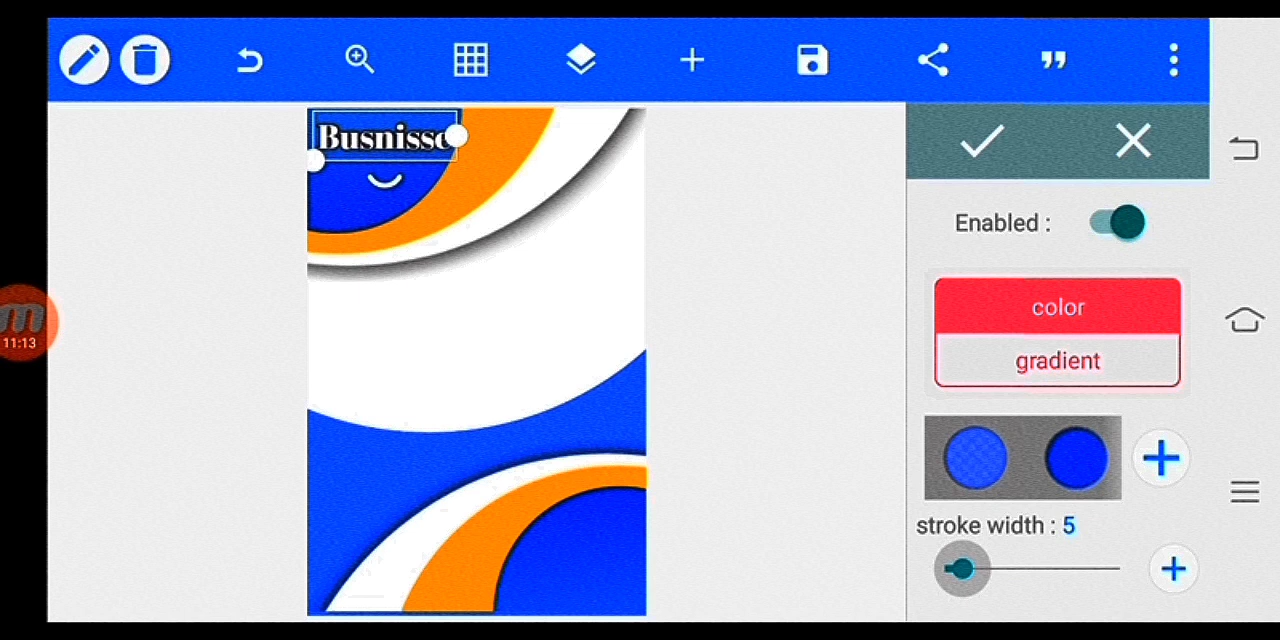 Busnisse
Enabled :
color
gradient
11:13
stroke width : 5